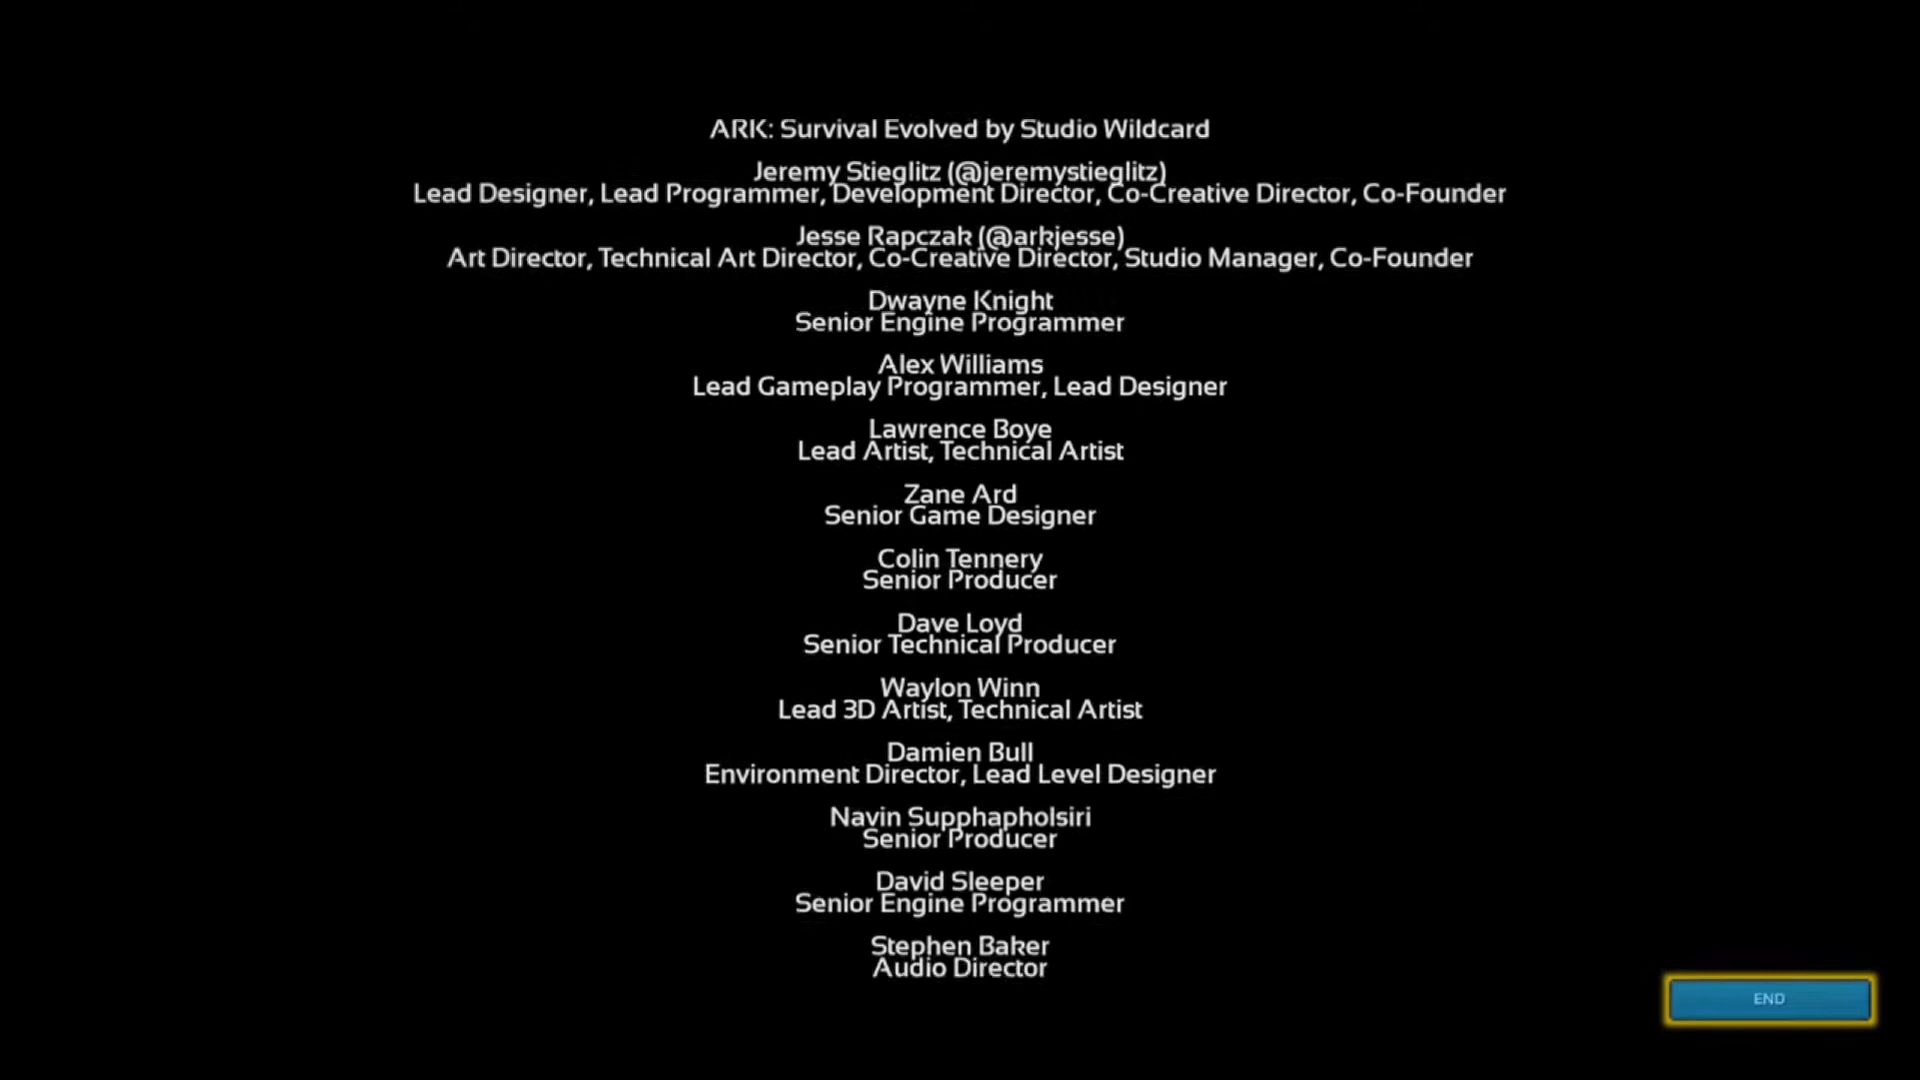 ARK: Survival Evolved by Studio Wildcard
Jeremy Stieglitz (@jeremystieglitz)
Lead Designer, Lead Programmer, Development Director, Co-Creative Director, Co-Founder
Jesse Rapczak (@arkjesse)
Art Director, Technical Art Director, Co-Creative Director, Studio Manager, Co-Founder
Dwayne Knight
Senior Engine Programmer
Alex Williams
Lead Gameplay Programmer, Lead Designer
Lawrence Boye
Lead Artist, Technical Artist
Zane Ard
Senior Game Designer
Colin Tennery
Senior Producer
Dave Loyd
Senior Technical Producer
Waylon Winn
Lead 3D Artist, Technical Artist
Damien Bull
Environment Director, Lead Level Designer
Navin Supphapholsiri
Senior Producer
David Sleeper
Senior Engine Programmer
Stephen Baker
Audio Director
END